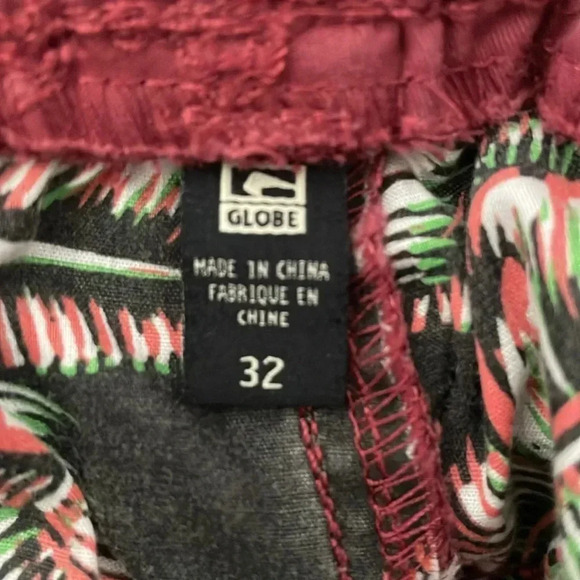 GLOBE
MADE IN CHINA
FABRIQUE EN
CHINE
32